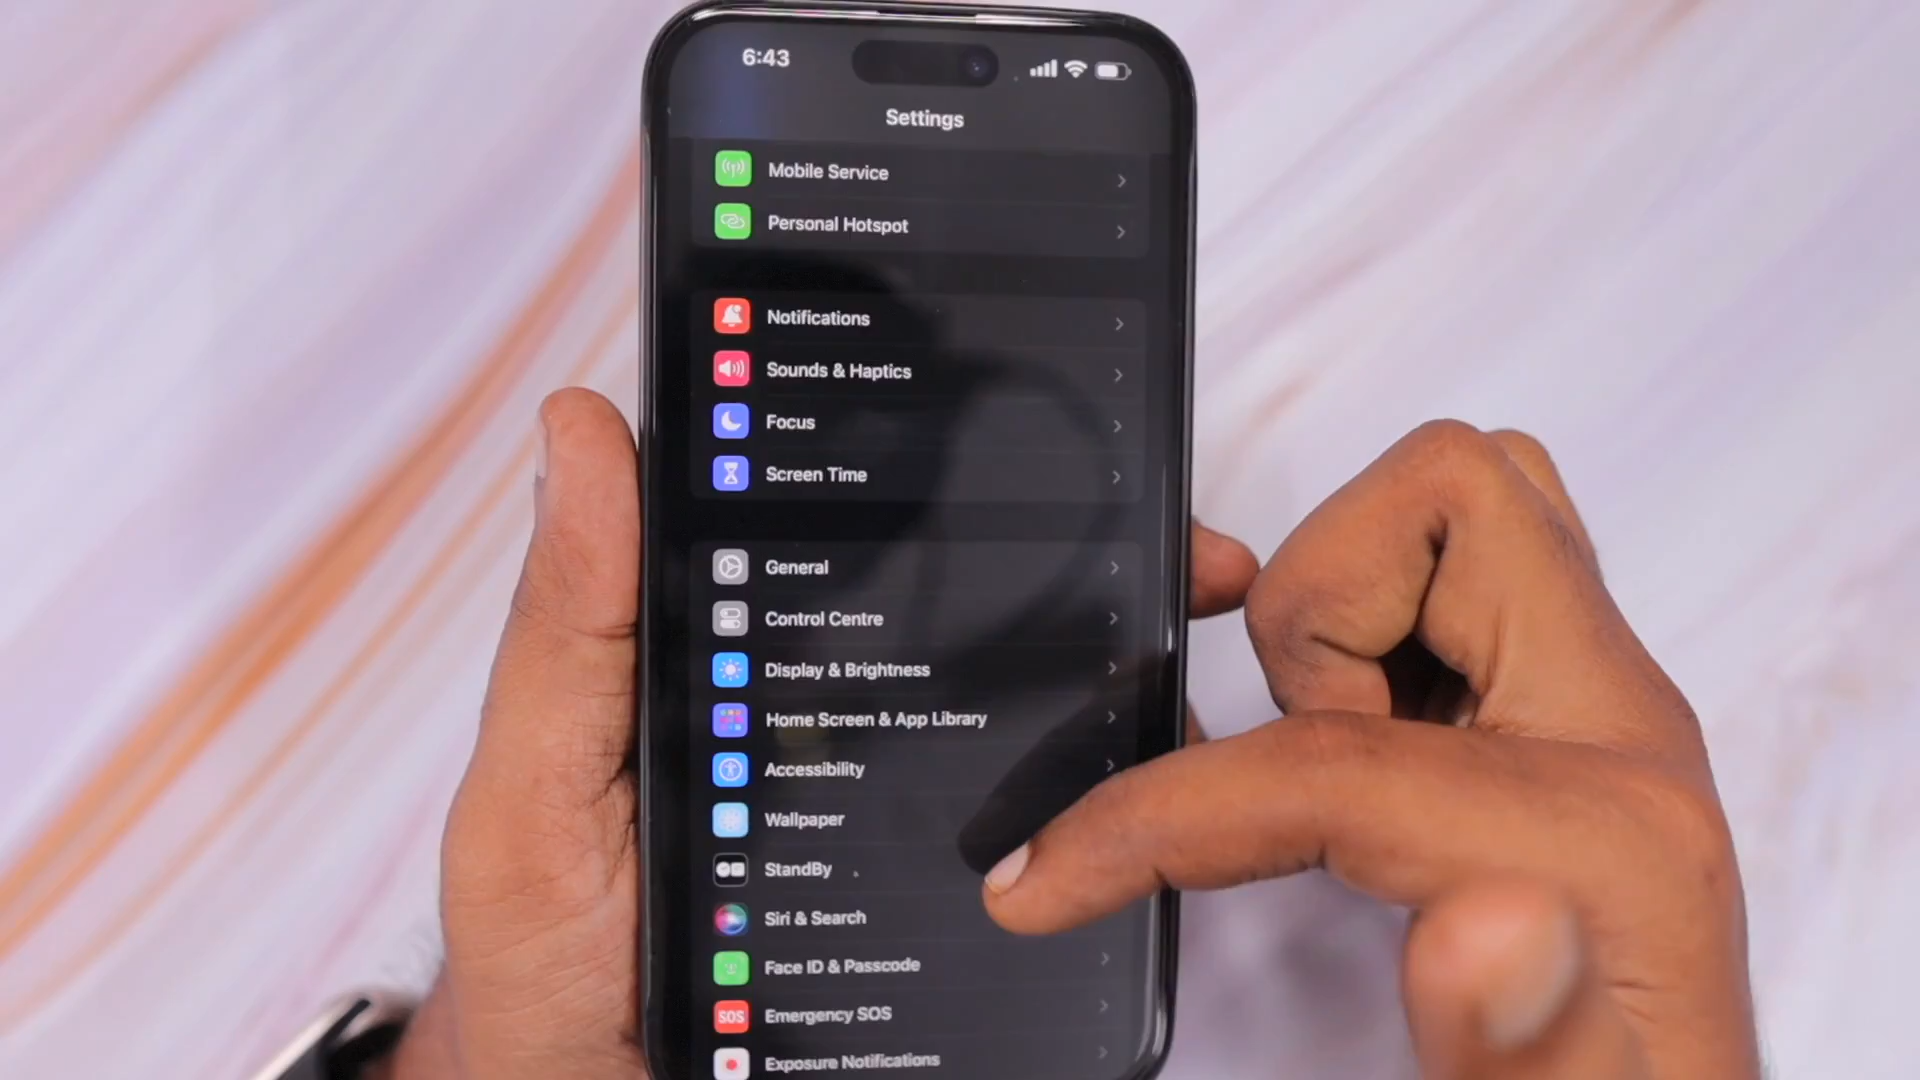 6:43
Settings
Mobile Service
Personal Hotspot
Notifications
Sounds & Haptics
Focus
Screen Time
General
Control Centre
Display & Brightness
Home Screen & App Library
Accessibility
Wallpaper
StandBy
Siri & Search
Face ID & Passcode
SOS Emergency SOS
Exposure Notifications